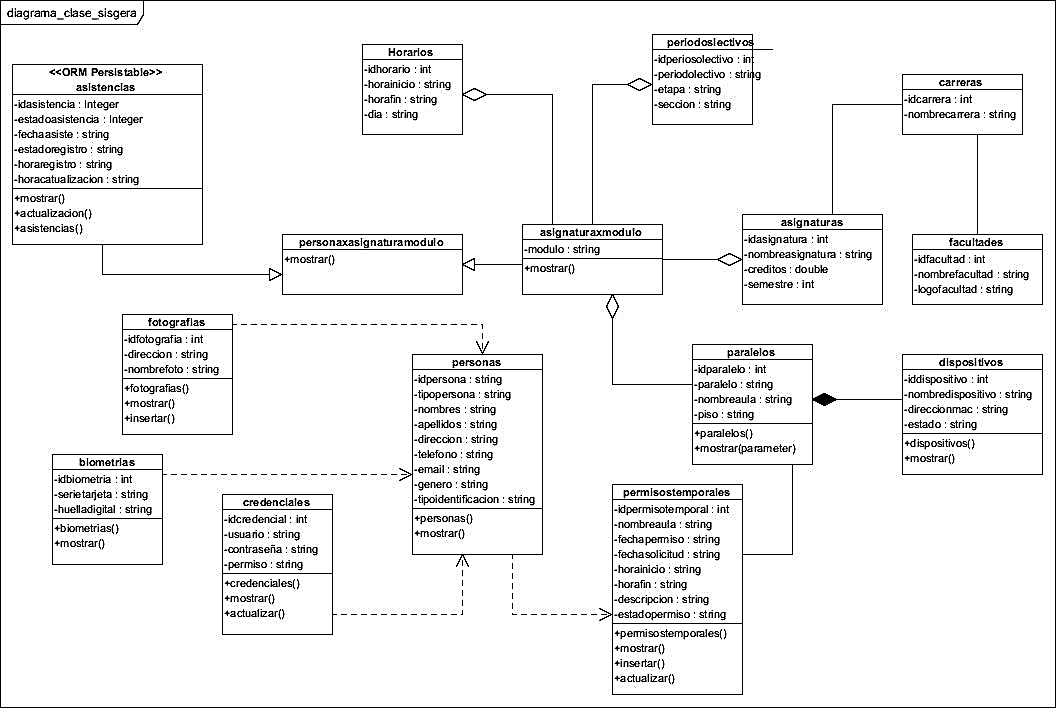 diagrama_clase_sisgera
<<ORM Persistable>>
asistencias
-idasistencia : Integer
-estadoasistencia : Integer
-fechaasiste : string
-estadoregistro : string
-horaregistro : string
-horacatualizacion : string
+mostrar()
+actualizacion()
+asistencias()
Horarios
-idhorario : int
-horainicio : string
-horafin : string
-dia : string
periodoslectivos
-idperiosolectivo : int
-periodolectivo : string
-etapa : string
-seccion : string
carreras
-idcarrera : int
-nombrecarrera : string
personaxasignaturamodulo
+mostrar()
asignaturaxmodulo
-modulo : string
+mostrar()
asignaturas
-idasignatura : int
-nombreasignatura : string
-creditos : double
-semestre : int
facultades
-idfacultad : int
-nombrefacultad : string
-logofacultad : string
fotografias
-idfotografia : int
-direccion : string
-nombrefoto : string
+fotografias()
+mostrar()
+insertar()
personas
-idpersona : string
-tipopersona : string
-nombres : string
-apellidos : string
-direccion : string
-telefono : string
-email : string
-genero : string
-tipoidentificacion : string
+personas()
+mostrar()
paralelos
-idparalelo : int
-paralelo : string
-nombreaula : string
-piso : string
+paralelos()
+mostrar(parameter)
dispositivos
-iddispositivo : int
-nombredispositivo : string
-direccionmac : string
-estado : string
+dispositivos()
+mostrar()
biometrias
-idbiometria : int
-serietarjeta : string
-huelladigital : string
+biometrias()
+mostrar()
credenciales
-idcredencial : int
-usuario : string
-contraseña : string
-permiso : string
+credenciales()
+mostrar()
+actualizar()
permisostemporales
-idpermisotemporal : int
-nombreaula : string
-fechapermiso : string
-fechasolicitud : string
-horainicio : string
-horafin : string
-descripcion : string
-estadopermiso : string
+permisostemporales()
+mostrar()
+insertar()
+actualizar()